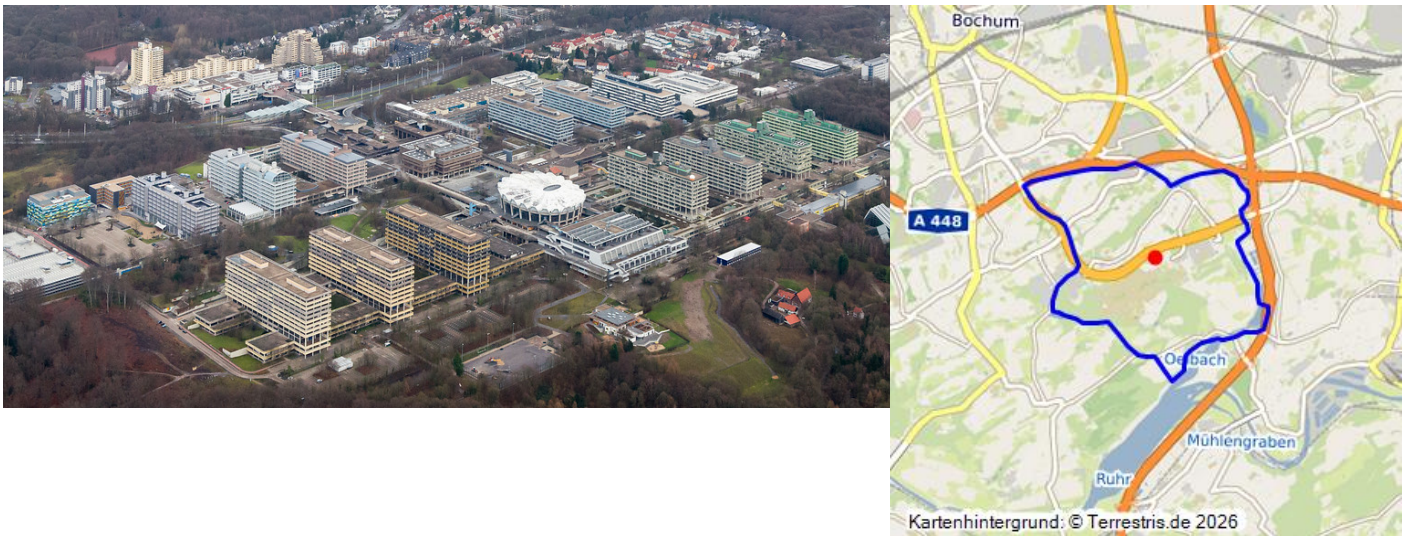 Bochum
A 448
Oelbach
Mühlengraben
Ruhr
Kartenhintergrund: © Terrestris.de 2026